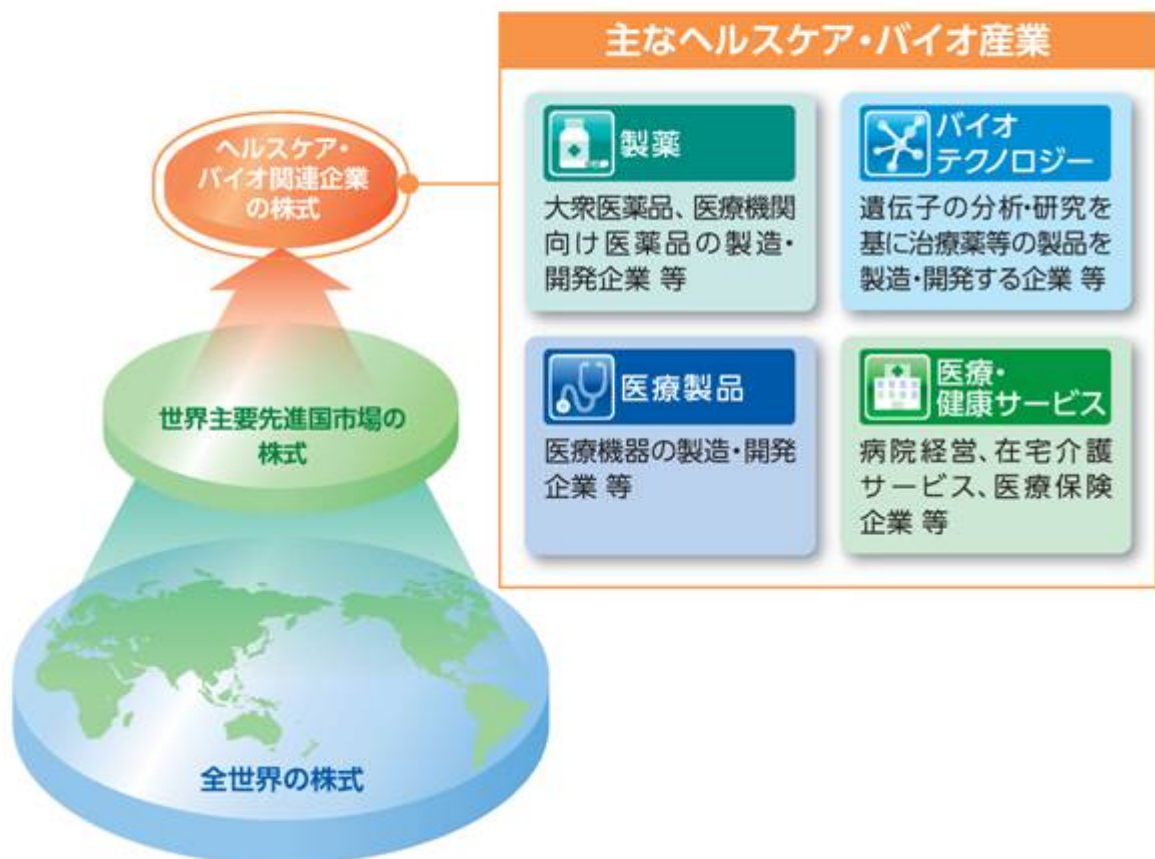 主なヘルスケア・バイオ産業
ヘルスケア・
バイオ関連企業
の株式
製薬
大衆医薬品、医療機関
向け医薬品の製造・
開発企業 等
バイオ
テクノロジー
遺伝子の分析・研究を
基に治療薬等の製品を
製造・開発する企業 等
医療製品
医療機器の製造・開発
企業 等
医療・
健康サービス
病院経営、在宅介護
サービス、医療保険
企業 等
世界主要先進国市場の
株式
全世界の株式